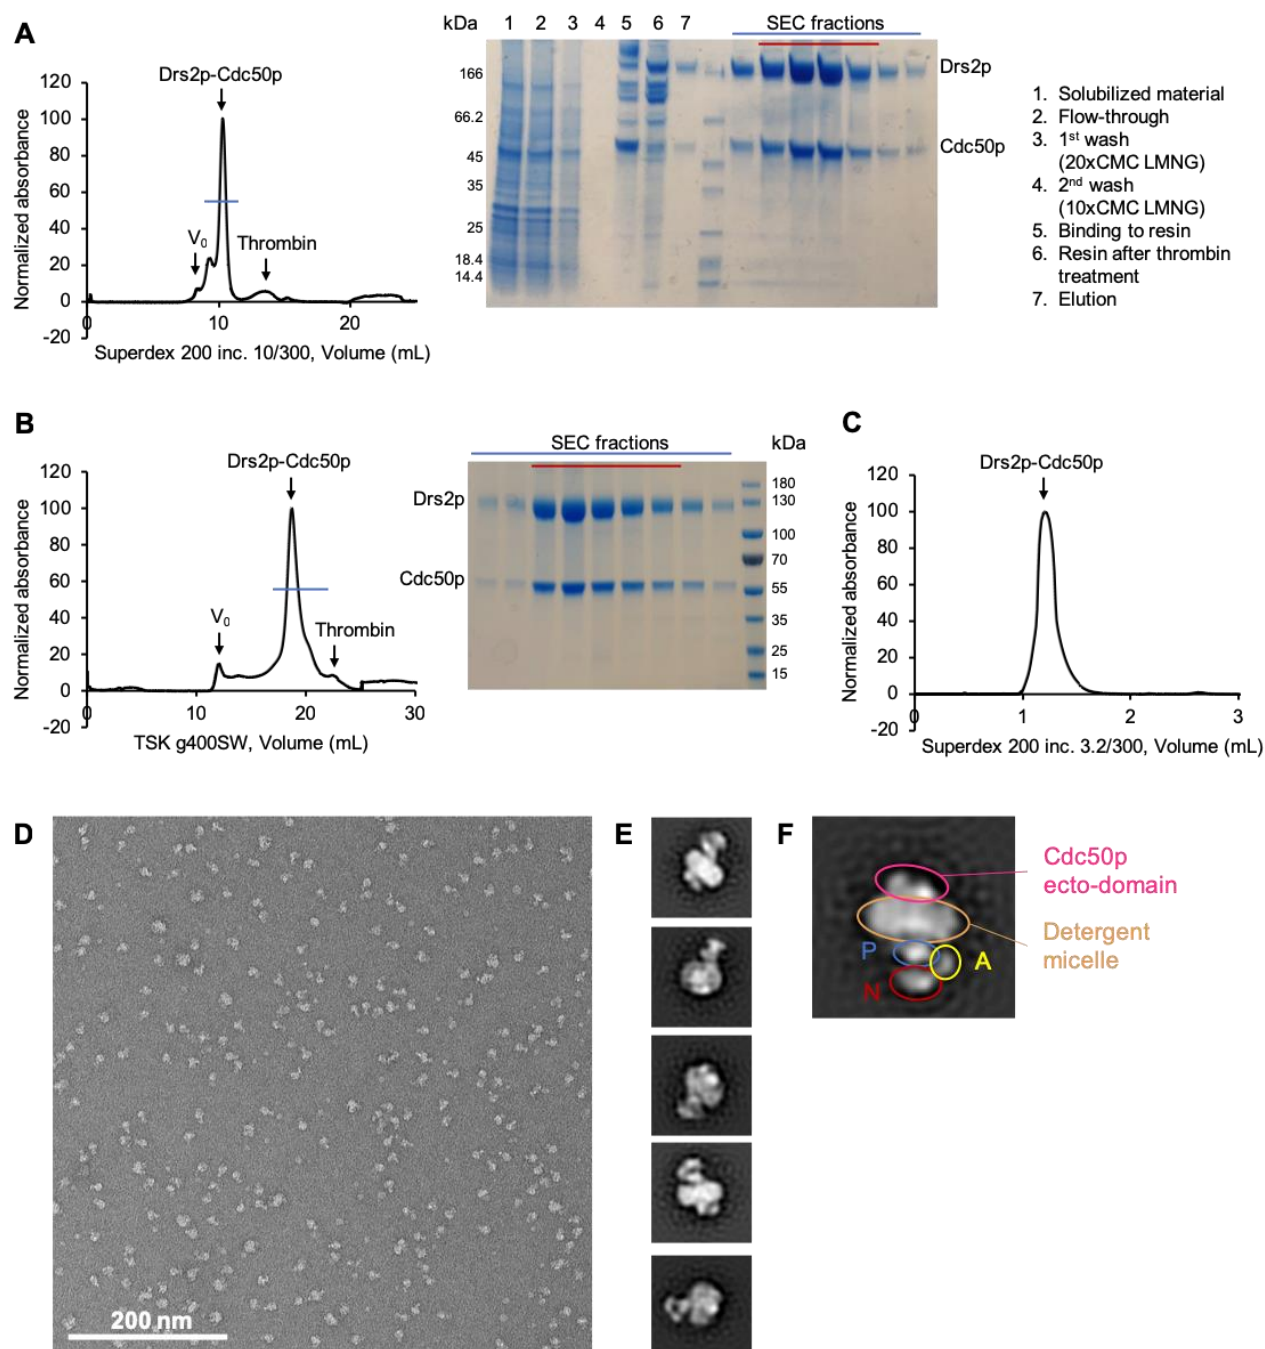 A
kDa 1 2 3 4 5 6 7 SEC fractions
Drs2p-Cdc50p
120
100
80
60
40
20
0
-20
Normalized absorbance
V0
Thrombin
0 10 20
Superdex 200 inc. 10/300, Volume (mL)
166
66.2
45
35
25
18.4
14.4
Drs2p
Cdc50p
1. Solubilized material
2. Flow-through
3. 1st wash
(20xCMC LMNG)
4. 2nd wash
(10xCMC LMNG)
5. Binding to resin
6. Resin after thrombin
treatment
7. Elution
B
Drs2p-Cdc50p
120
100
80
60
40
20
0
-20
Normalized absorbance
V0
Thrombin
0 10 20 30
TSK g400SW, Volume (mL)
SEC fractions
kDa
Drs2p
Cdc50p
180
130
100
70
55
35
25
15
C
Drs2p-Cdc50p
120
100
80
60
40
20
0
-20
Normalized absorbance
0 1 2 3
Superdex 200 inc. 3.2/300, Volume (mL)
D
200 nm
E
F
Cdc50p
ecto-domain
Detergent
micelle
P
A
N